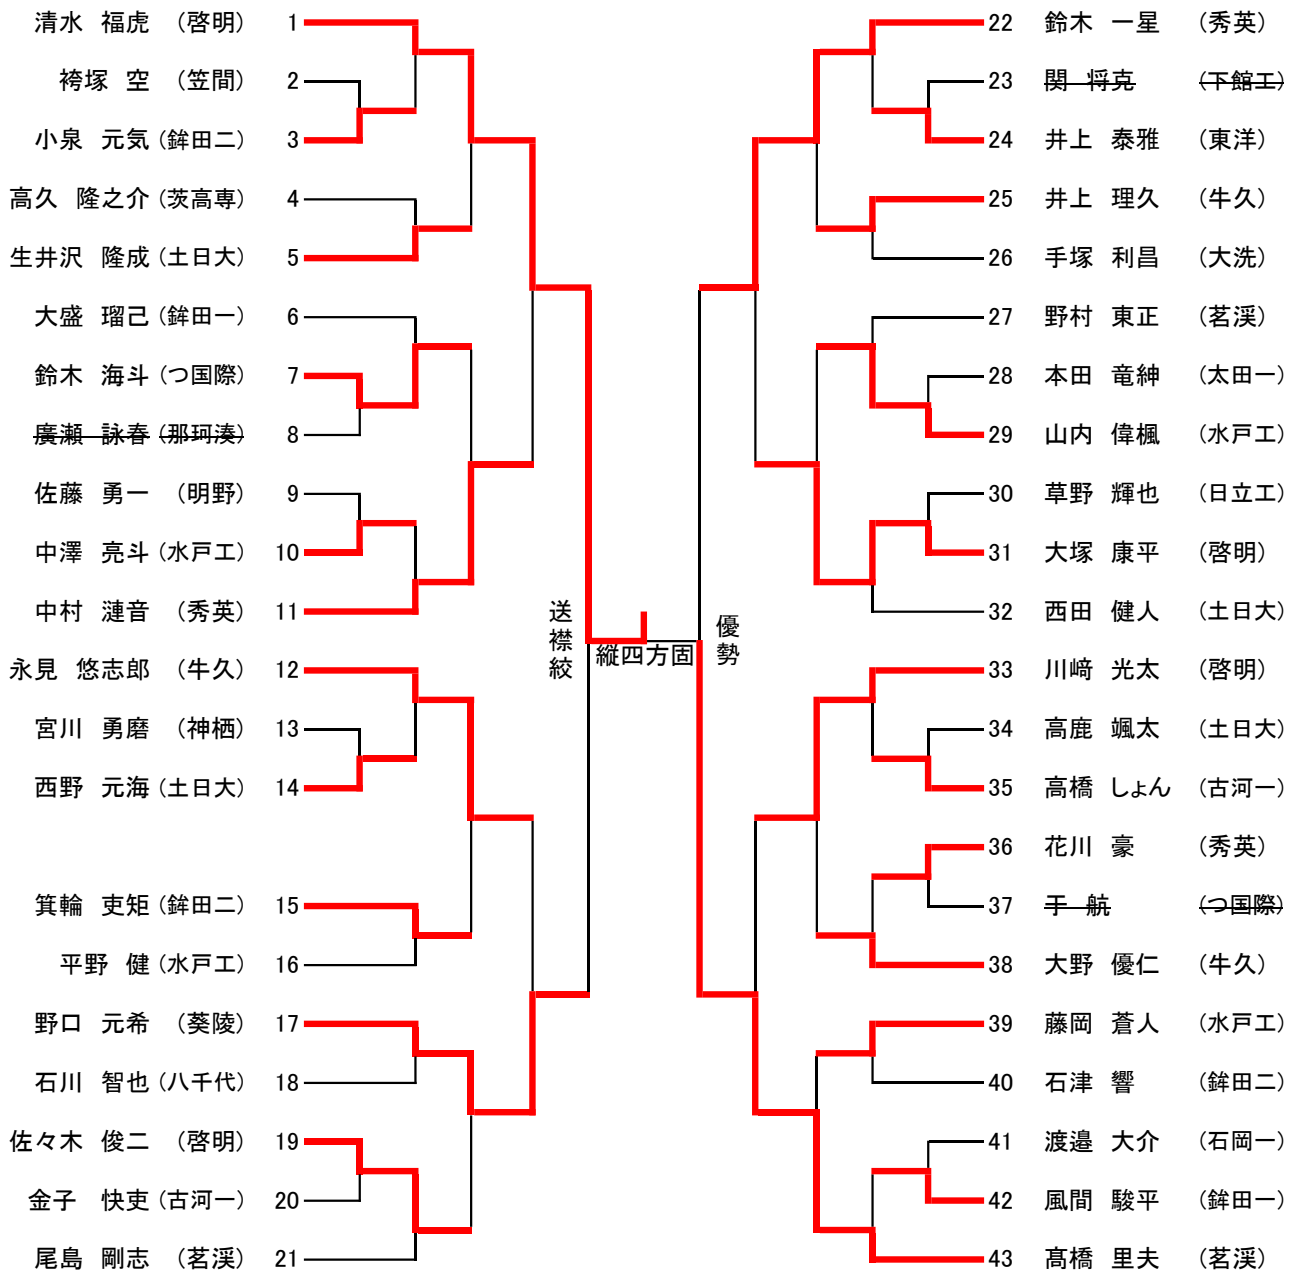 清水 福虎 (啓明) 1
袴塚 空 (笠間) 2
小泉 元気 (鉾田二) 3
高久 隆之介 (茨高専) 4
生井沢 隆成 (土日大) 5
大盛 瑠己 (鉾田一) 6
鈴木 海斗 (つ国際) 7
廣瀬 詠春 (那珂湊) 8
佐藤 勇一 (明野) 9
中澤 亮斗 (水戸工) 10
中村 漣音 (秀英) 11
永見 悠志郎 (牛久) 12
宮川 勇磨 (神栖) 13
西野 元海 (土日大) 14
箕輪 吏矩 (鉾田二) 15
平野 健 (水戸工) 16
野口 元希 (葵陵) 17
石川 智也 (八千代) 18
佐々木 俊二 (啓明) 19
金子 快吏 (古河一) 20
尾島 剛志 (茗渓) 21
送襟絞
縦四方固
優勢
22 鈴木 一星 (秀英)
23 関 将克 (下館工)
24 井上 泰雅 (東洋)
25 井上 理久 (牛久)
26 手塚 利昌 (大洗)
27 野村 東正 (茗渓)
28 本田 竜紳 (太田一)
29 山内 偉楓 (水戸工)
30 草野 輝也 (日立工)
31 大塚 康平 (啓明)
32 西田 健人 (土日大)
33 川﨑 光太 (啓明)
34 高鹿 颯太 (土日大)
35 高橋 しょん (古河一)
36 花川 豪 (秀英)
37 于 航 (つ国際)
38 大野 優仁 (牛久)
39 藤岡 蒼人 (水戸工)
40 石津 響 (鉾田二)
41 渡邉 大介 (石岡一)
42 風間 駿平 (鉾田一)
43 髙橋 里夫 (茗渓)